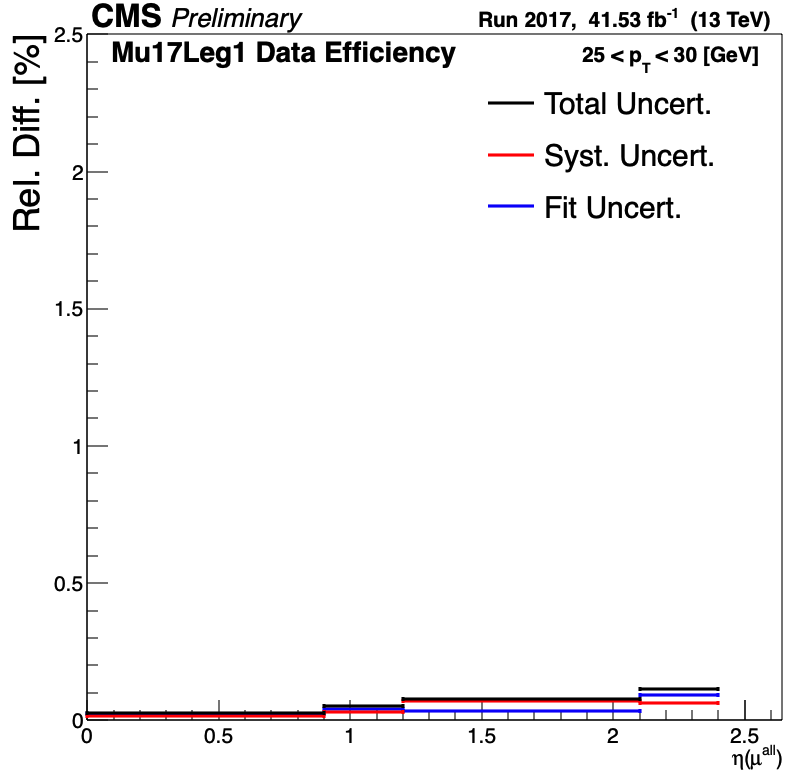 CMS Preliminary
Run 2017, 41.53 fb⁻¹ (13 TeV)
Mu17Leg1 Data Efficiency
25 < p_T < 30 [GeV]
Rel. Diff. [%]
Total Uncert.
Syst. Uncert.
Fit Uncert.
2.5
2
1.5
1
0.5
0
0 0.5 1 1.5 2 2.5
η(μ^all)